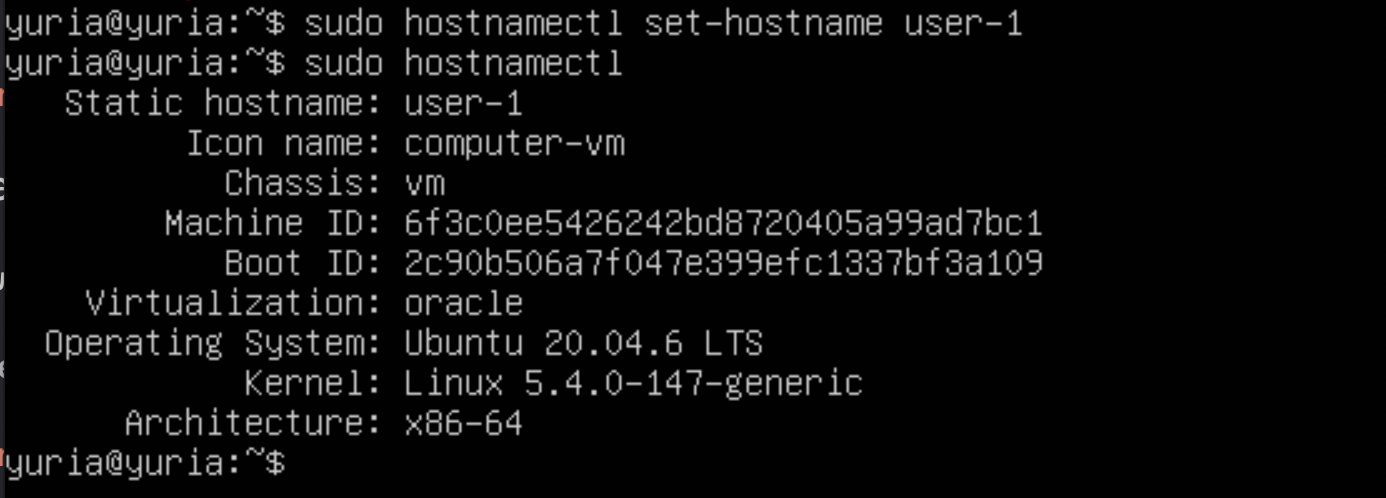 yuria@yuria:~$ sudo hostnamectl set-hostname user-1
yuria@yuria:~$ sudo hostnamectl
Static hostname: user-1
Icon name: computer-vm
Chassis: vm
Machine ID: 6f3c0ee5426242bd8720405a99ad7bc1
Boot ID: 2c90b506a7f047e399efc1337bf3a109
Virtualization: oracle
Operating System: Ubuntu 20.04.6 LTS
Kernel: Linux 5.4.0-147-generic
Architecture: x86-64
yuria@yuria:~$